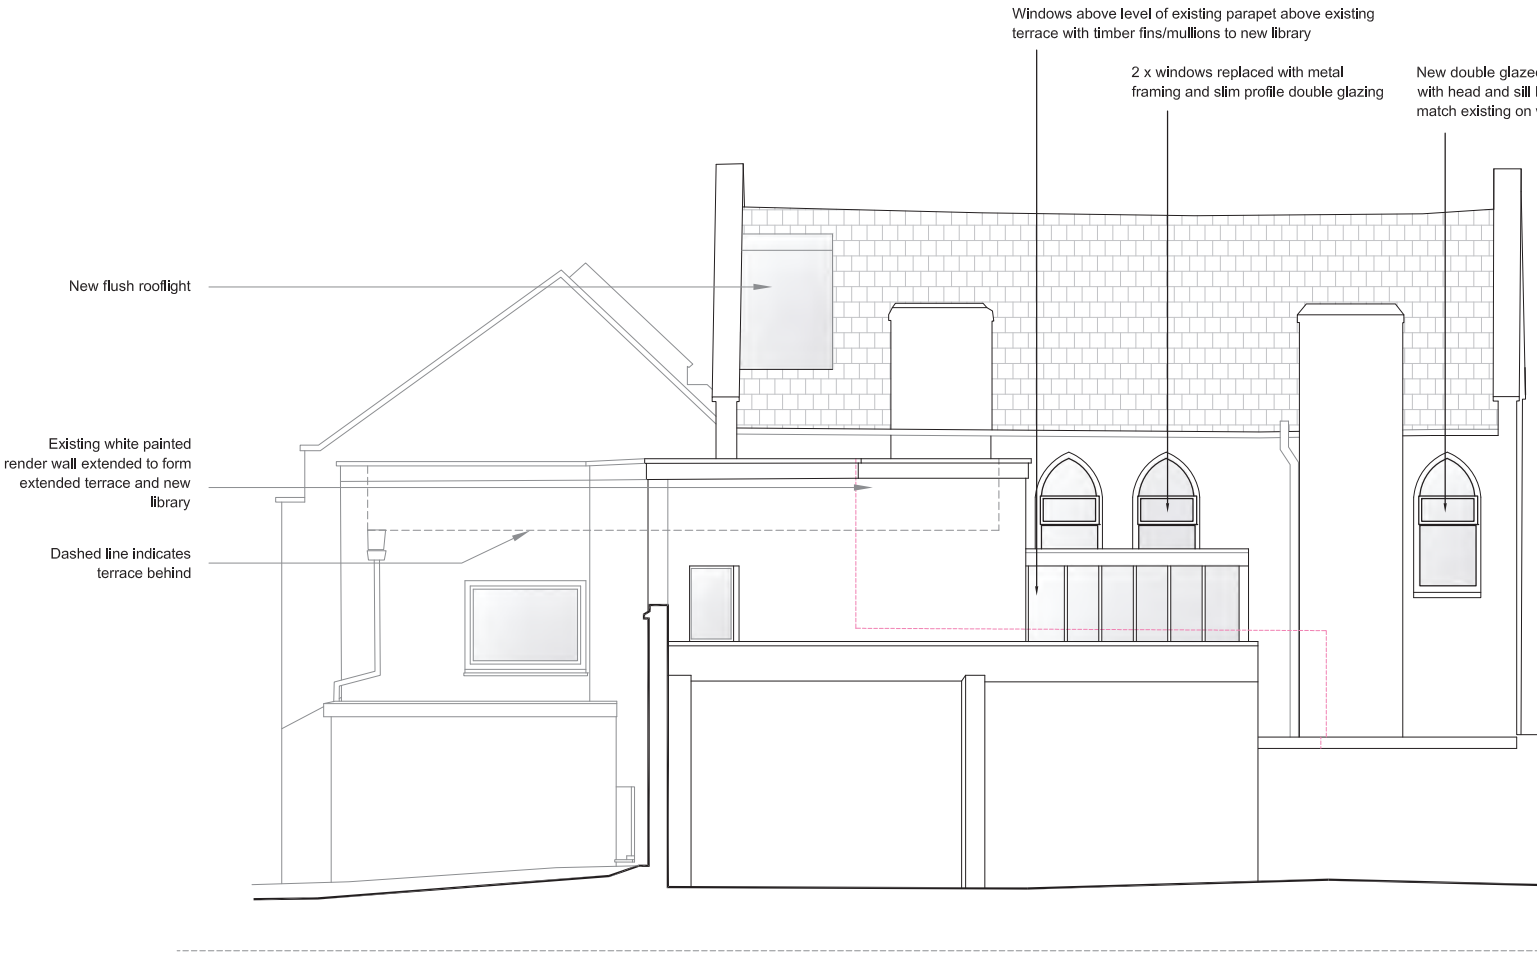 Windows above level of existing parapet above existing
terrace with timber fins/mullions to new library
2 x windows replaced with metal
framing and slim profile double glazing
New double glaze
with head and sill
match existing on
New flush rooflight
Existing white painted
render wall extended to form
extended terrace and new
library
Dashed line indicates
terrace behind